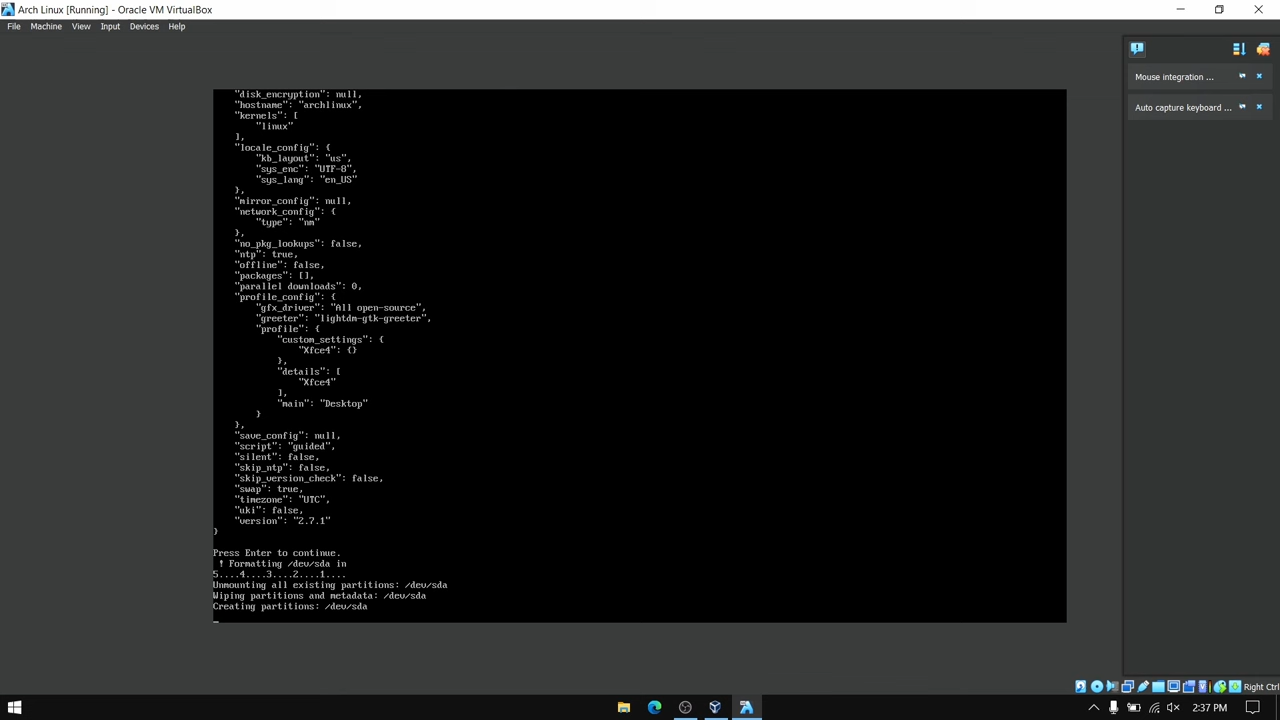 Arch Linux [Running] - Oracle VM VirtualBox
File Machine View Input Devices Help
Mouse integration ...
Auto capture keyboard ...
"disk_encryption": null,
"hostname": "archlinux",
"kernels": [
"linux"
],
"locale_config": {
"kb_layout": "us",
"sys_enc": "UTF-8",
"sys_lang": "en_US"
},
"mirror_config": null,
"network_config": {
"type": "nm"
},
"no_pkg_lookups": false,
"ntp": true,
"offline": false,
"packages": [],
"parallel downloads": 0,
"profile_config": {
"gfx_driver": "All open-source",
"greeter": "lightdm-gtk-greeter",
"profile": {
"custom_settings": {
"Xfce4": {}
},
"details": [
"Xfce4"
],
"main": "Desktop"
}
},
"save_config": null,
"script": "guided",
"silent": false,
"skip_ntp": false,
"skip_version_check": false,
"swap": true,
"timezone": "UTC",
"uki": false,
"version": "2.7.1"
}
Press Enter to continue.
! Formatting /dev/sda in
5....4....3....2....1....
Unmounting all existing partitions: /dev/sda
Wiping partitions and metadata: /dev/sda
Creating partitions: /dev/sda
_
Right Ctrl
2:37 PM